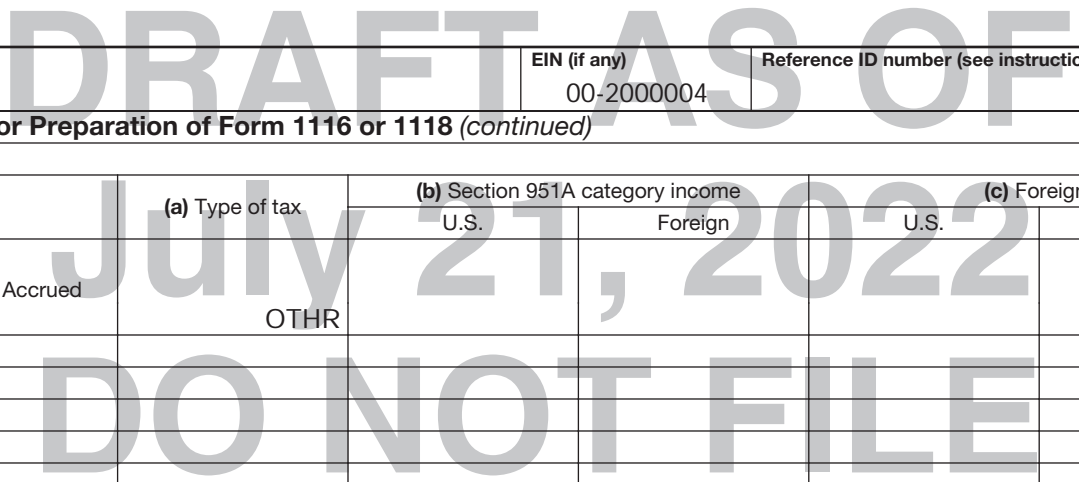 DRAFT AS OF
EIN (if any)
Reference ID number (see instructio
00-2000004
or Preparation of Form 1116 or 1118 (continued)
July 21, 2022
(a) Type of tax
(b) Section 951A category income
(c) Foreign
U.S.
Foreign
U.S.
Accrued
OTHR
DO NOT FILE